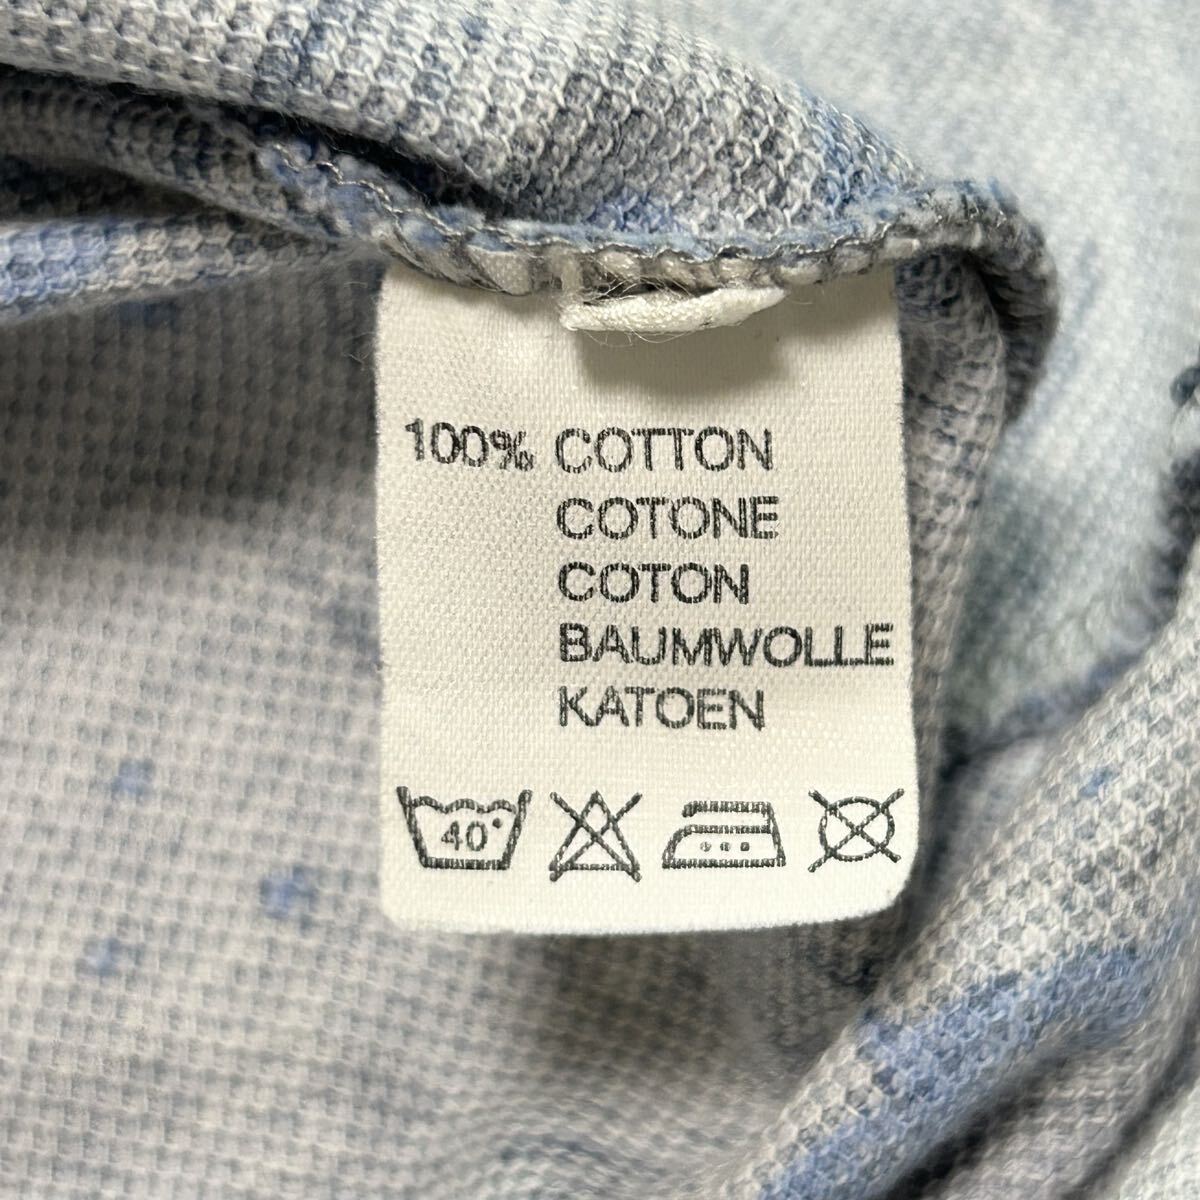 100% COTTON
COTONE
COTON
BAUMWOLLE
KATOEN
40°